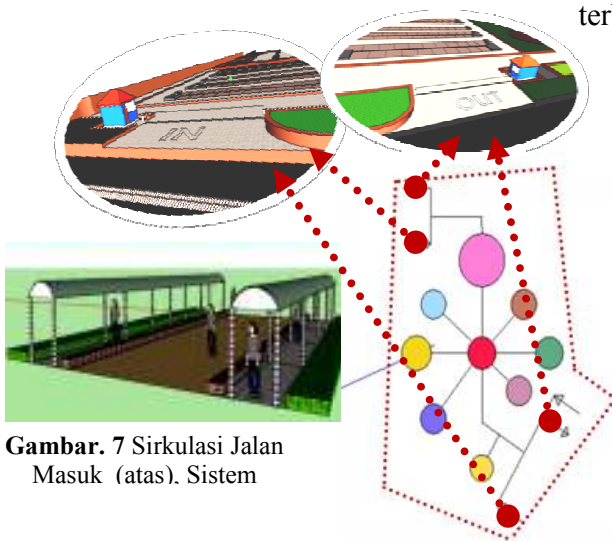 ter
IN
OUT
Gambar. 7 Sirkulasi Jalan
Masuk (atas), Sistem